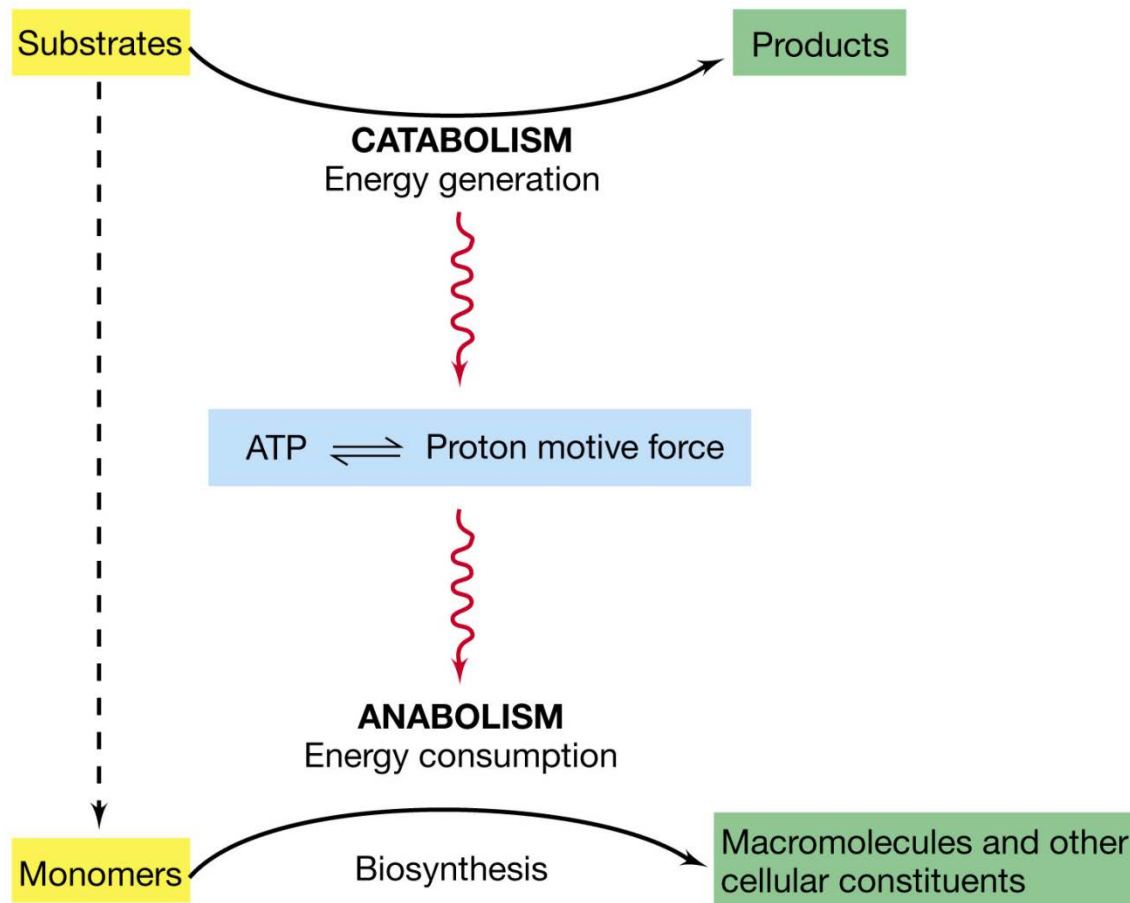 Substrates
Products
CATABOLISM
Energy generation
ATP ⇌ Proton motive force
ANABOLISM
Energy consumption
Monomers
Biosynthesis
Macromolecules and other
cellular constituents